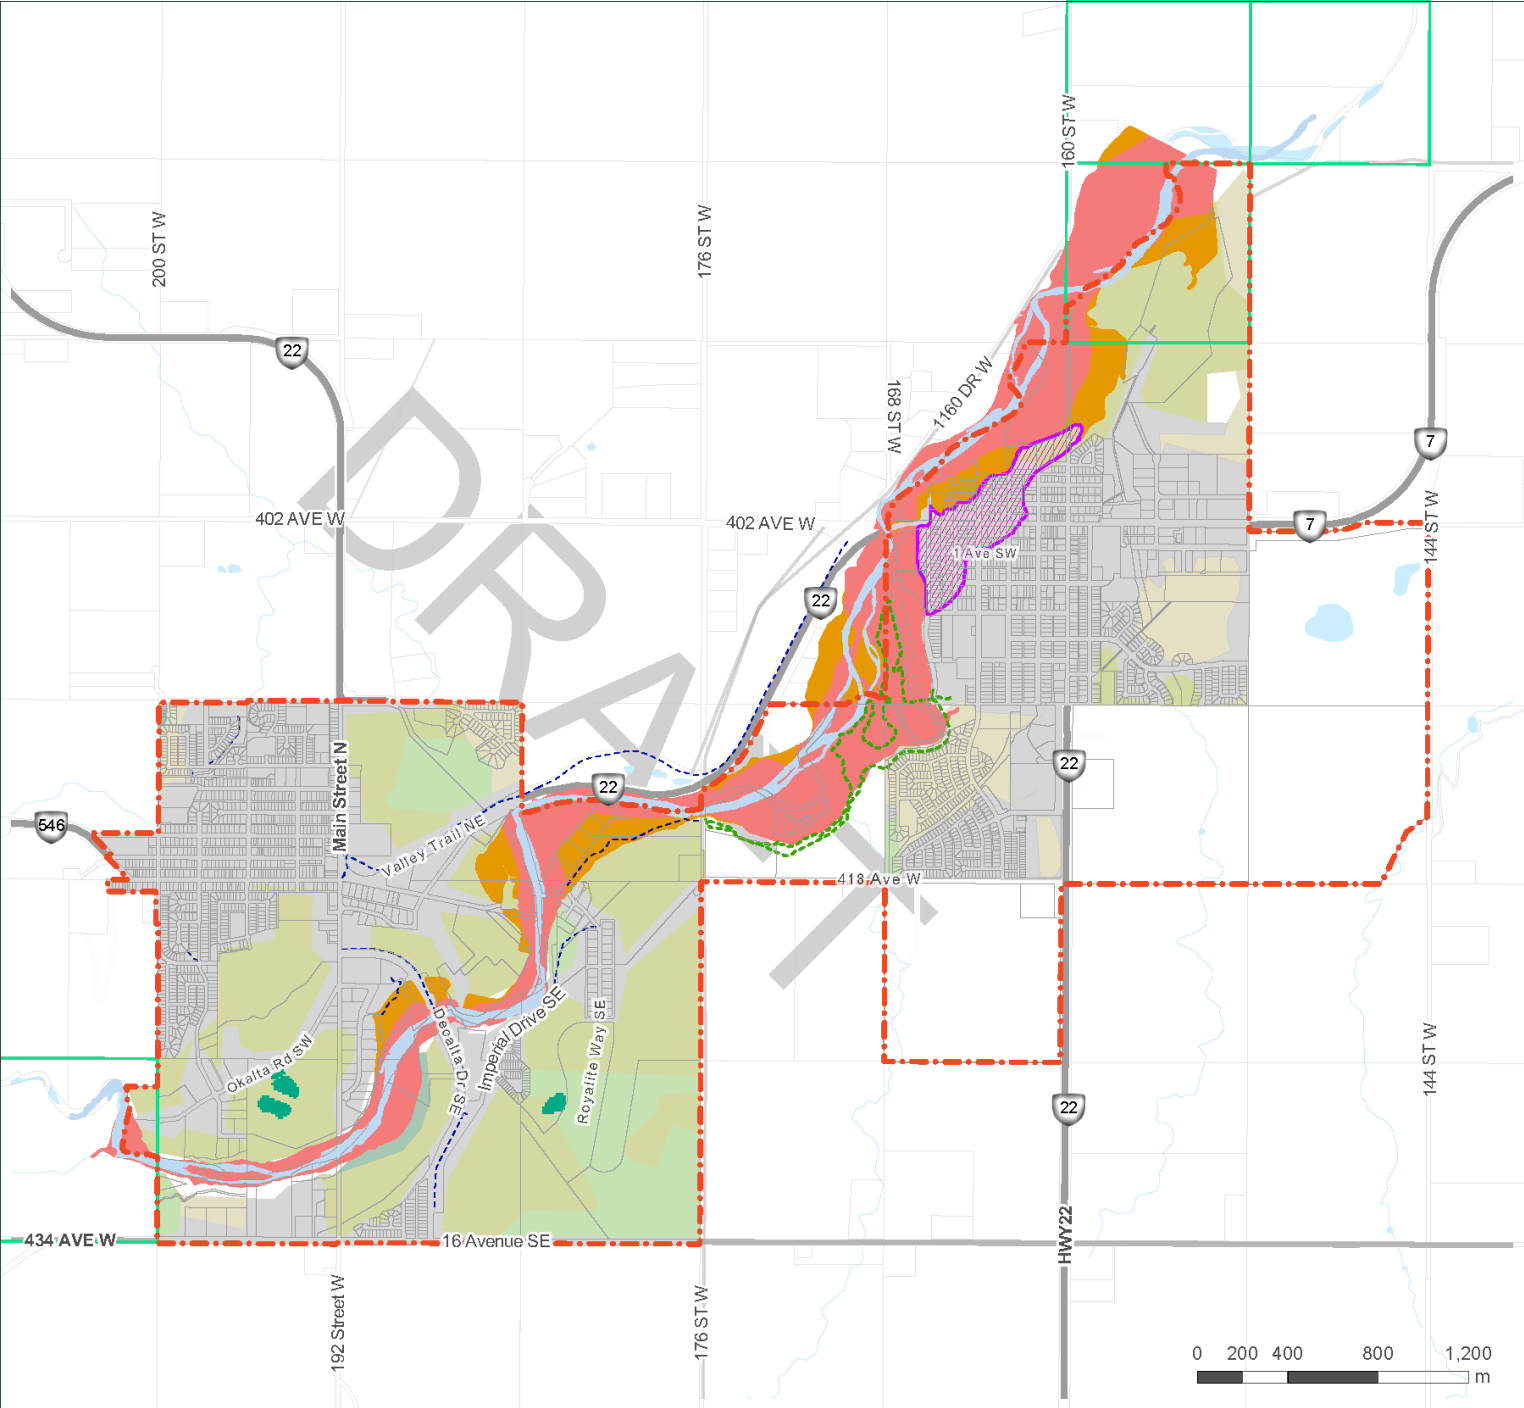 160 ST W
200 ST W
176 ST W
22
1160 DR W
168 ST W
7
402 AVE W
402 AVE W
7
144 ST W
1 Ave SW
22
DRAFT
22
22
Main Street N
546
Valley Trail NE
418 Ave W
Imperial Drive SE
Decalta Dr SE
Royalite Way SE
Okalta Rd SW
144 ST W
22
434 AVE W
16 Avenue SE
HWY22
192 Street W
176 ST W
0 200 400 800 1,200
m